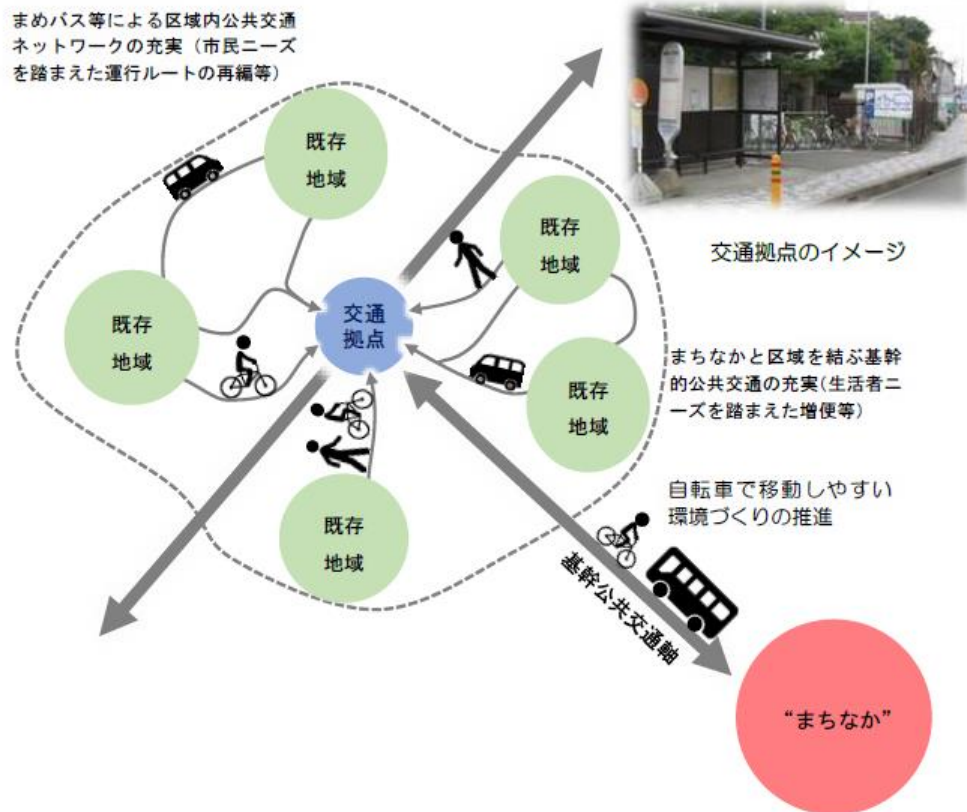 まめバス等による区域内公共交通
ネットワークの充実（市民ニーズ
を踏まえた運行ルートの再編等）
既存
地域
既存
地域
交通拠点のイメージ
既存
地域
交通
拠点
まちなかと区域を結ぶ基幹
的公共交通の充実(生活者ニ
ーズを踏まえた増便等）
既存
地域
既存
地域
自転車で移動しやすい
環境づくりの推進
基幹公共交通軸
“まちなか”